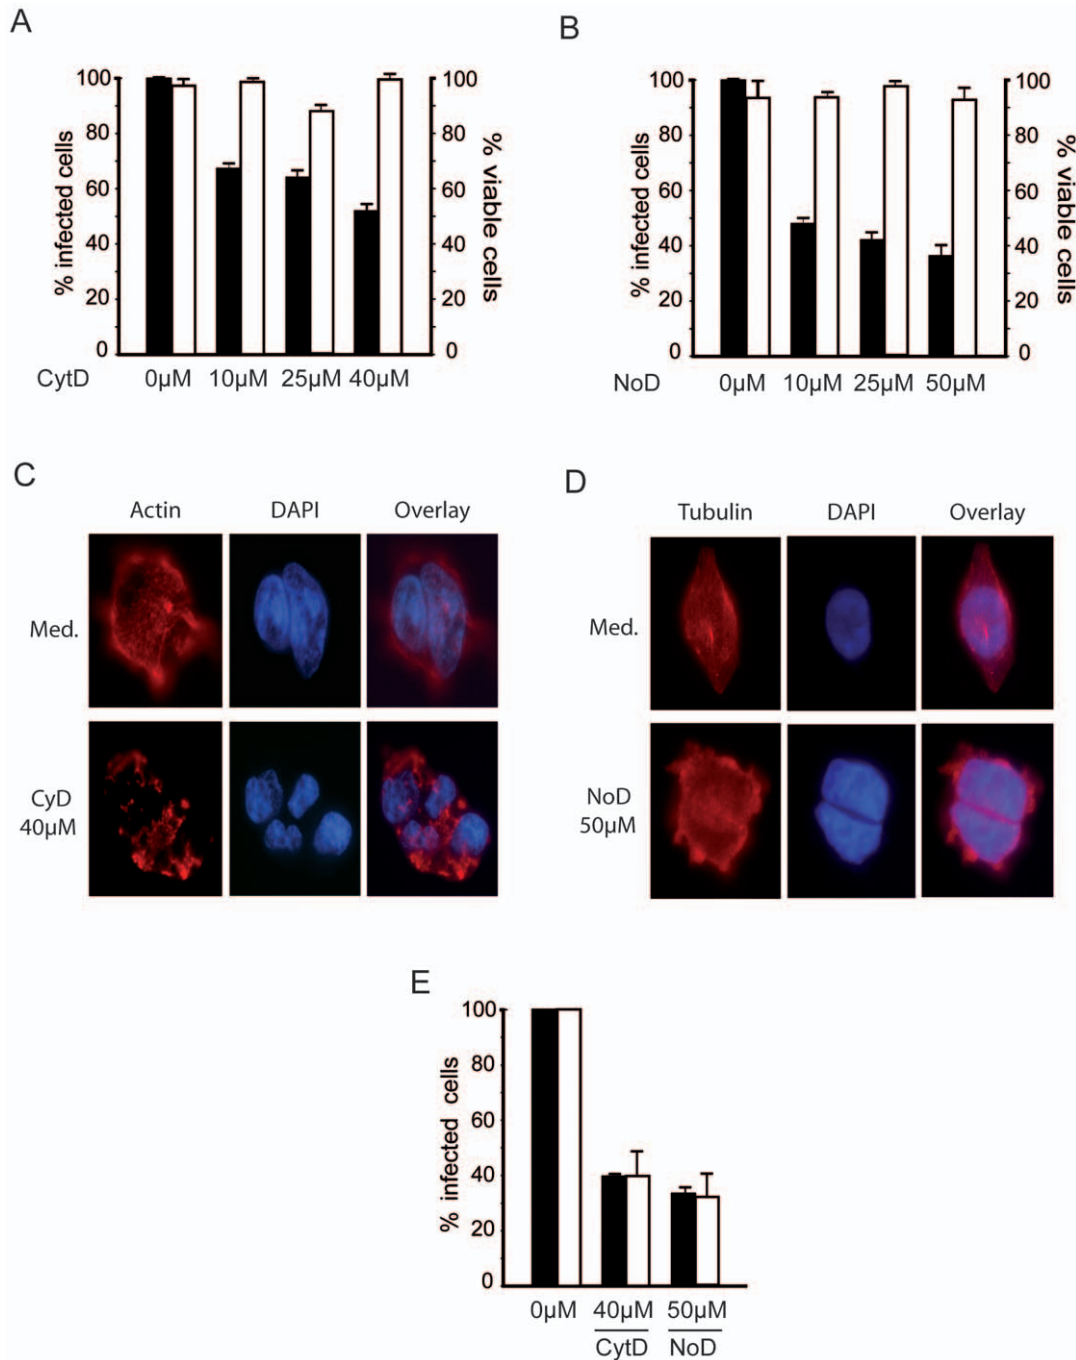 A
% infected cells
100
80
60
40
20
0
100
80
60
40
20
0
% viable cells
CytD 0µM 10µM 25µM 40µM
B
% infected cells
100
80
60
40
20
0
100
80
60
40
20
0
% viable cells
NoD 0µM 10µM 25µM 50µM
C
Actin DAPI Overlay
Med.
CyD
40µM
D
Tubulin DAPI Overlay
Med.
NoD
50µM
E
% infected cells
100
80
60
40
20
0
0µM 40µM 50µM
CytD NoD